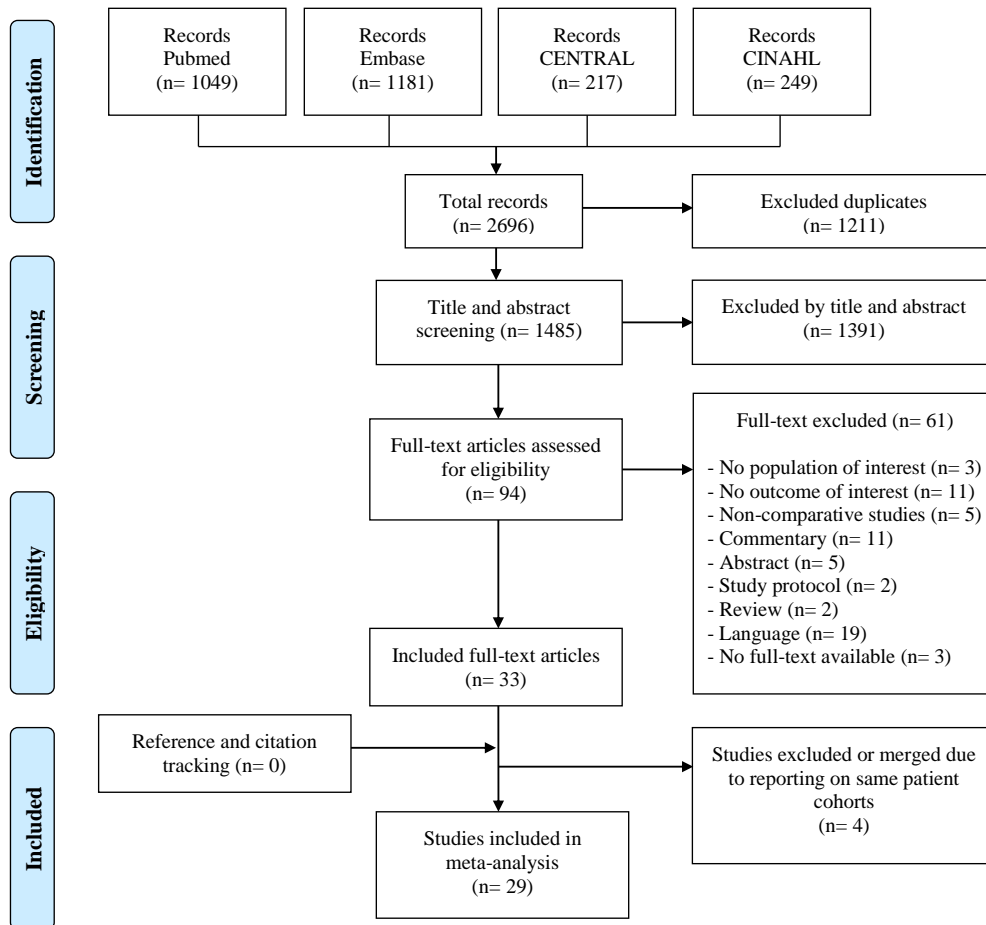 Identification
Records
Pubmed
(n= 1049)
Records
Embase
(n= 1181)
Records
CENTRAL
(n= 217)
Records
CINAHL
(n= 249)
Total records
(n= 2696)
Excluded duplicates
(n= 1211)
Screening
Title and abstract
screening (n= 1485)
Excluded by title and abstract
(n= 1391)
Full-text articles assessed
for eligibility
(n= 94)
Full-text excluded (n= 61)
- No population of interest (n= 3)
- No outcome of interest (n= 11)
- Non-comparative studies (n= 5)
- Commentary (n= 11)
- Abstract (n= 5)
- Study protocol (n= 2)
- Review (n= 2)
- Language (n= 19)
- No full-text available (n= 3)
Eligibility
Included full-text articles
(n= 33)
Included
Reference and citation
tracking (n= 0)
Studies excluded or merged due
to reporting on same patient
cohorts
(n= 4)
Studies included in
meta-analysis
(n= 29)